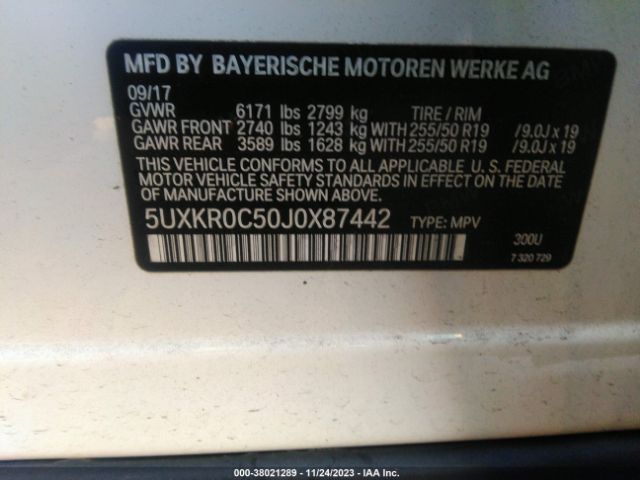 MFD BY BAYERISCHE MOTOREN WERKE AG
09/17
GVWR 6171 lbs 2799 kg TIRE / RIM
GAWR FRONT 2740 lbs 1243 kg WITH 255/50 R19 /9.0J x 19
GAWR REAR 3589 lbs 1628 kg WITH 255/50 R19 /9.0J x 19
THIS VEHICLE CONFORMS TO ALL APPLICABLE U. S. FEDERAL
MOTOR VEHICLE SAFETY STANDARDS IN EFFECT ON THE DATE
OF MANUFACTURE SHOWN ABOVE.
5UXKR0C50J0X87442 TYPE: MPV
300U
7 320 729
000-38021289 - 11/24/2023 - IAA Inc.